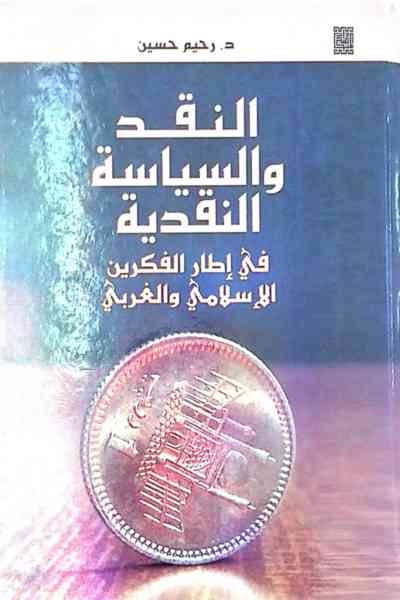 د. رحيم حسين
النقد
والسياسة
النقدية
في إطار الفكرين
الإسلامي والغربي